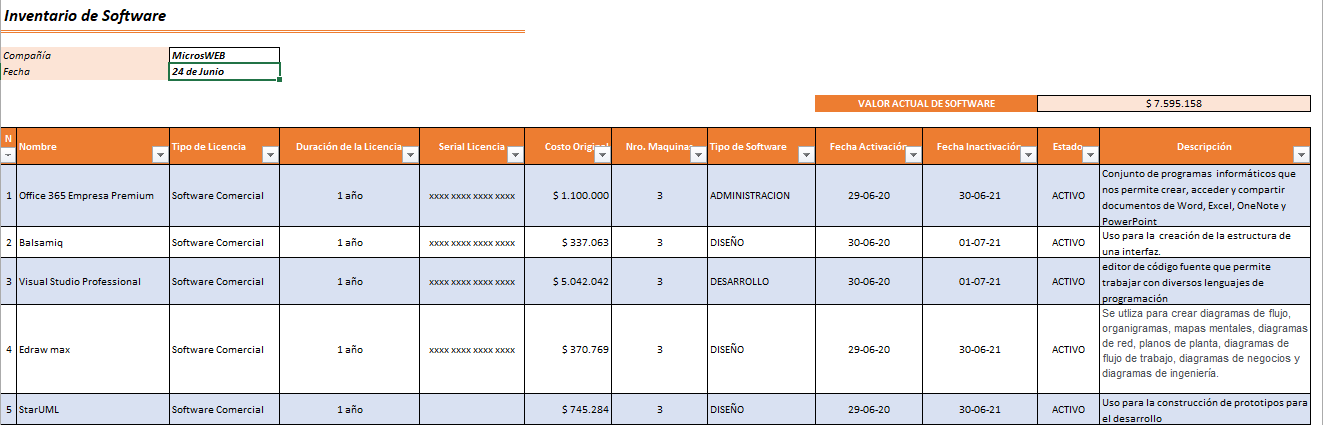 Inventario de Software
Compañía MicrosWEB
Fecha 24 de Junio
VALOR ACTUAL DE SOFTWARE $ 7.595.158
N Nombre Tipo de Licencia Duración de la Licencia Serial Licencia Costo Original Nro. Maquinas Tipo de Software Fecha Activación Fecha Inactivación Estado Descripción
1 Office 365 Empresa Premium Software Comercial 1 año xxxx xxxx xxxx xxxx $ 1.100.000 3 ADMINISTRACION 29-06-20 30-06-21 ACTIVO Conjunto de programas informáticos que
nos permite crear, acceder y compartir
documentos de Word, Excel, OneNote y
PowerPoint
2 Balsamiq Software Comercial 1 año xxxx xxxx xxxx xxxx $ 337.063 3 DISEÑO 30-06-20 01-07-21 ACTIVO Uso para la creación de la estructura de
una interfaz.
3 Visual Studio Professional Software Comercial 1 año xxxx xxxx xxxx xxxx $ 5.042.042 3 DESARROLLO 30-06-20 01-07-21 ACTIVO editor de código fuente que permite
trabajar con diversos lenguajes de
programación
4 Edraw max Software Comercial 1 año xxxx xxxx xxxx xxxx $ 370.769 3 DISEÑO 29-06-20 30-06-21 ACTIVO Se utliza para crear diagramas de flujo,
organigramas, mapas mentales, diagramas
de red, planos de planta, diagramas de
flujo de trabajo, diagramas de negocios y
diagramas de ingeniería.
5 StarUML Software Comercial 1 año $ 745.284 3 DISEÑO 29-06-20 30-06-21 ACTIVO Uso para la construcción de prototipos para
el desarrollo